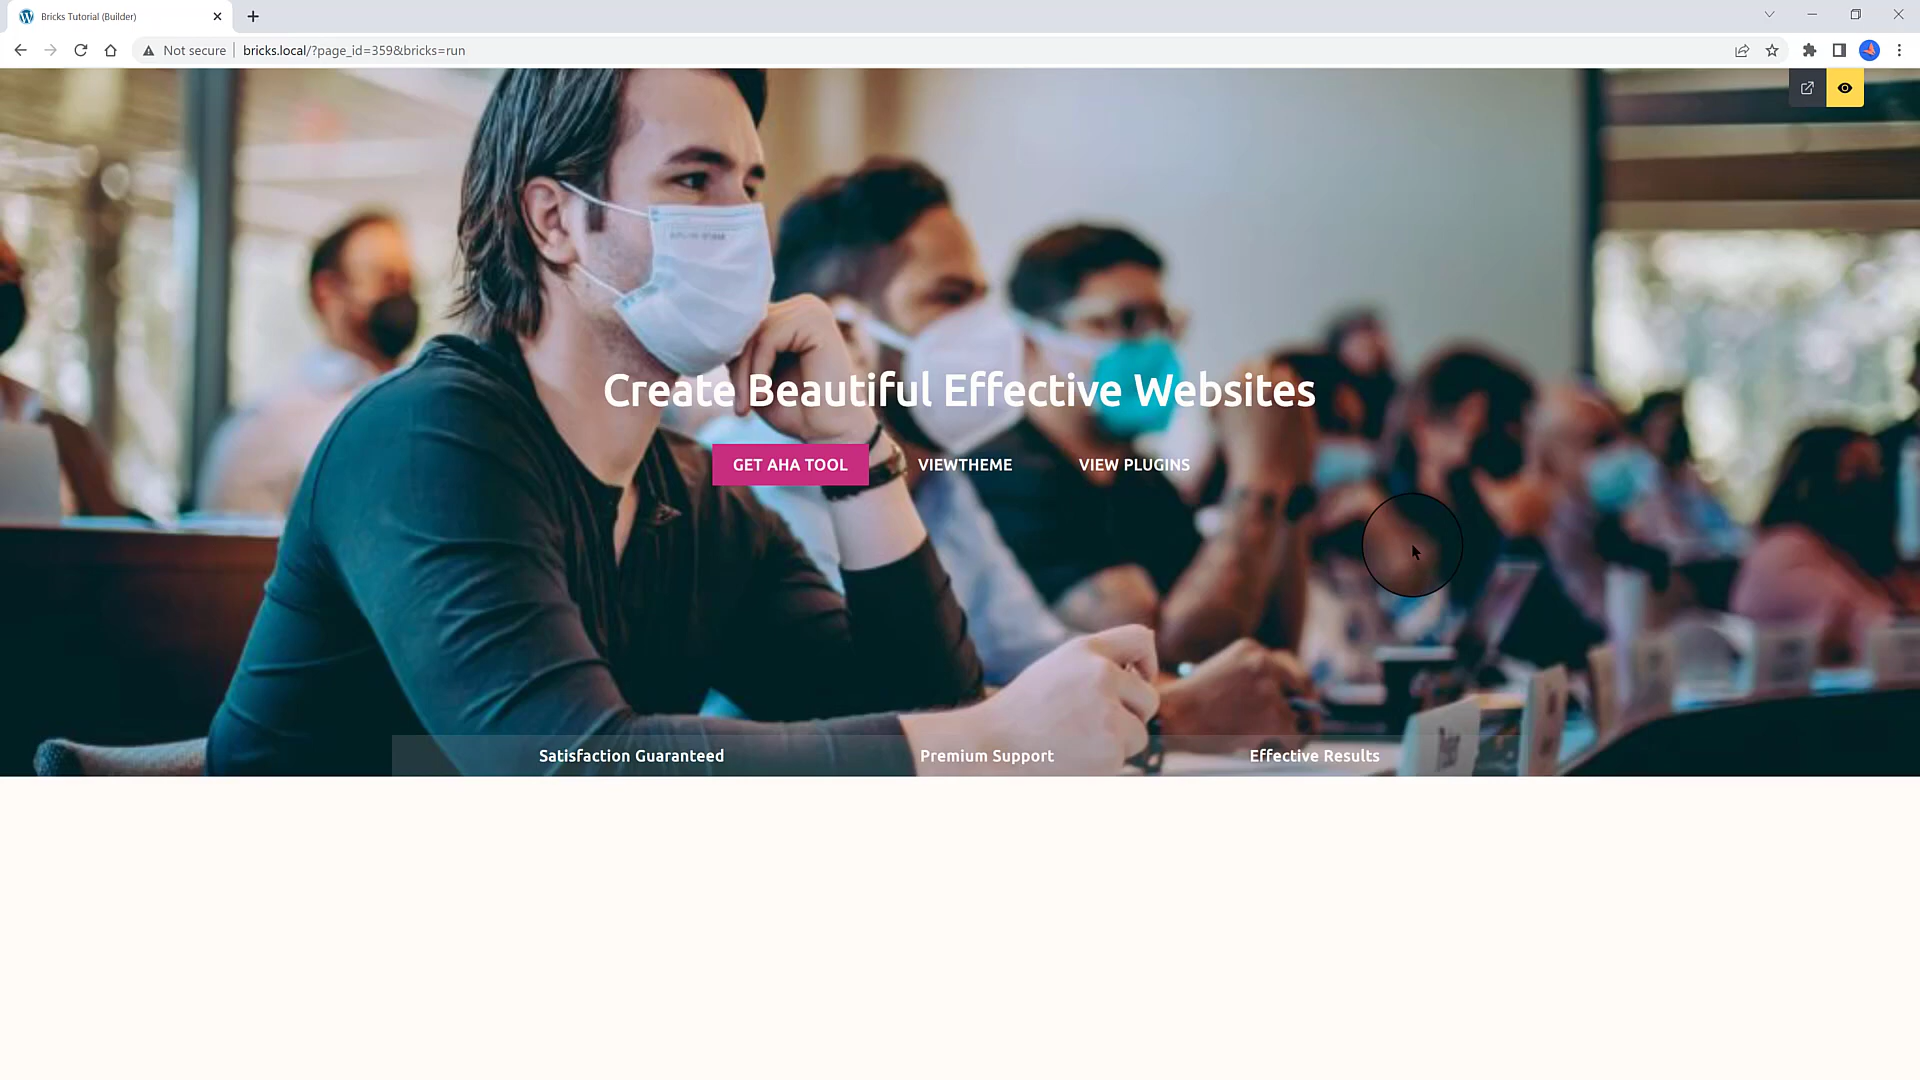 Bricks Tutorial (Builder)
Not secure
bricks.local/?page_id=359&bricks=run
Create Beautiful Effective Websites
GET AHA TOOL
VIEWTHEME
VIEW PLUGINS
Satisfaction Guaranteed
Premium Support
Effective Results